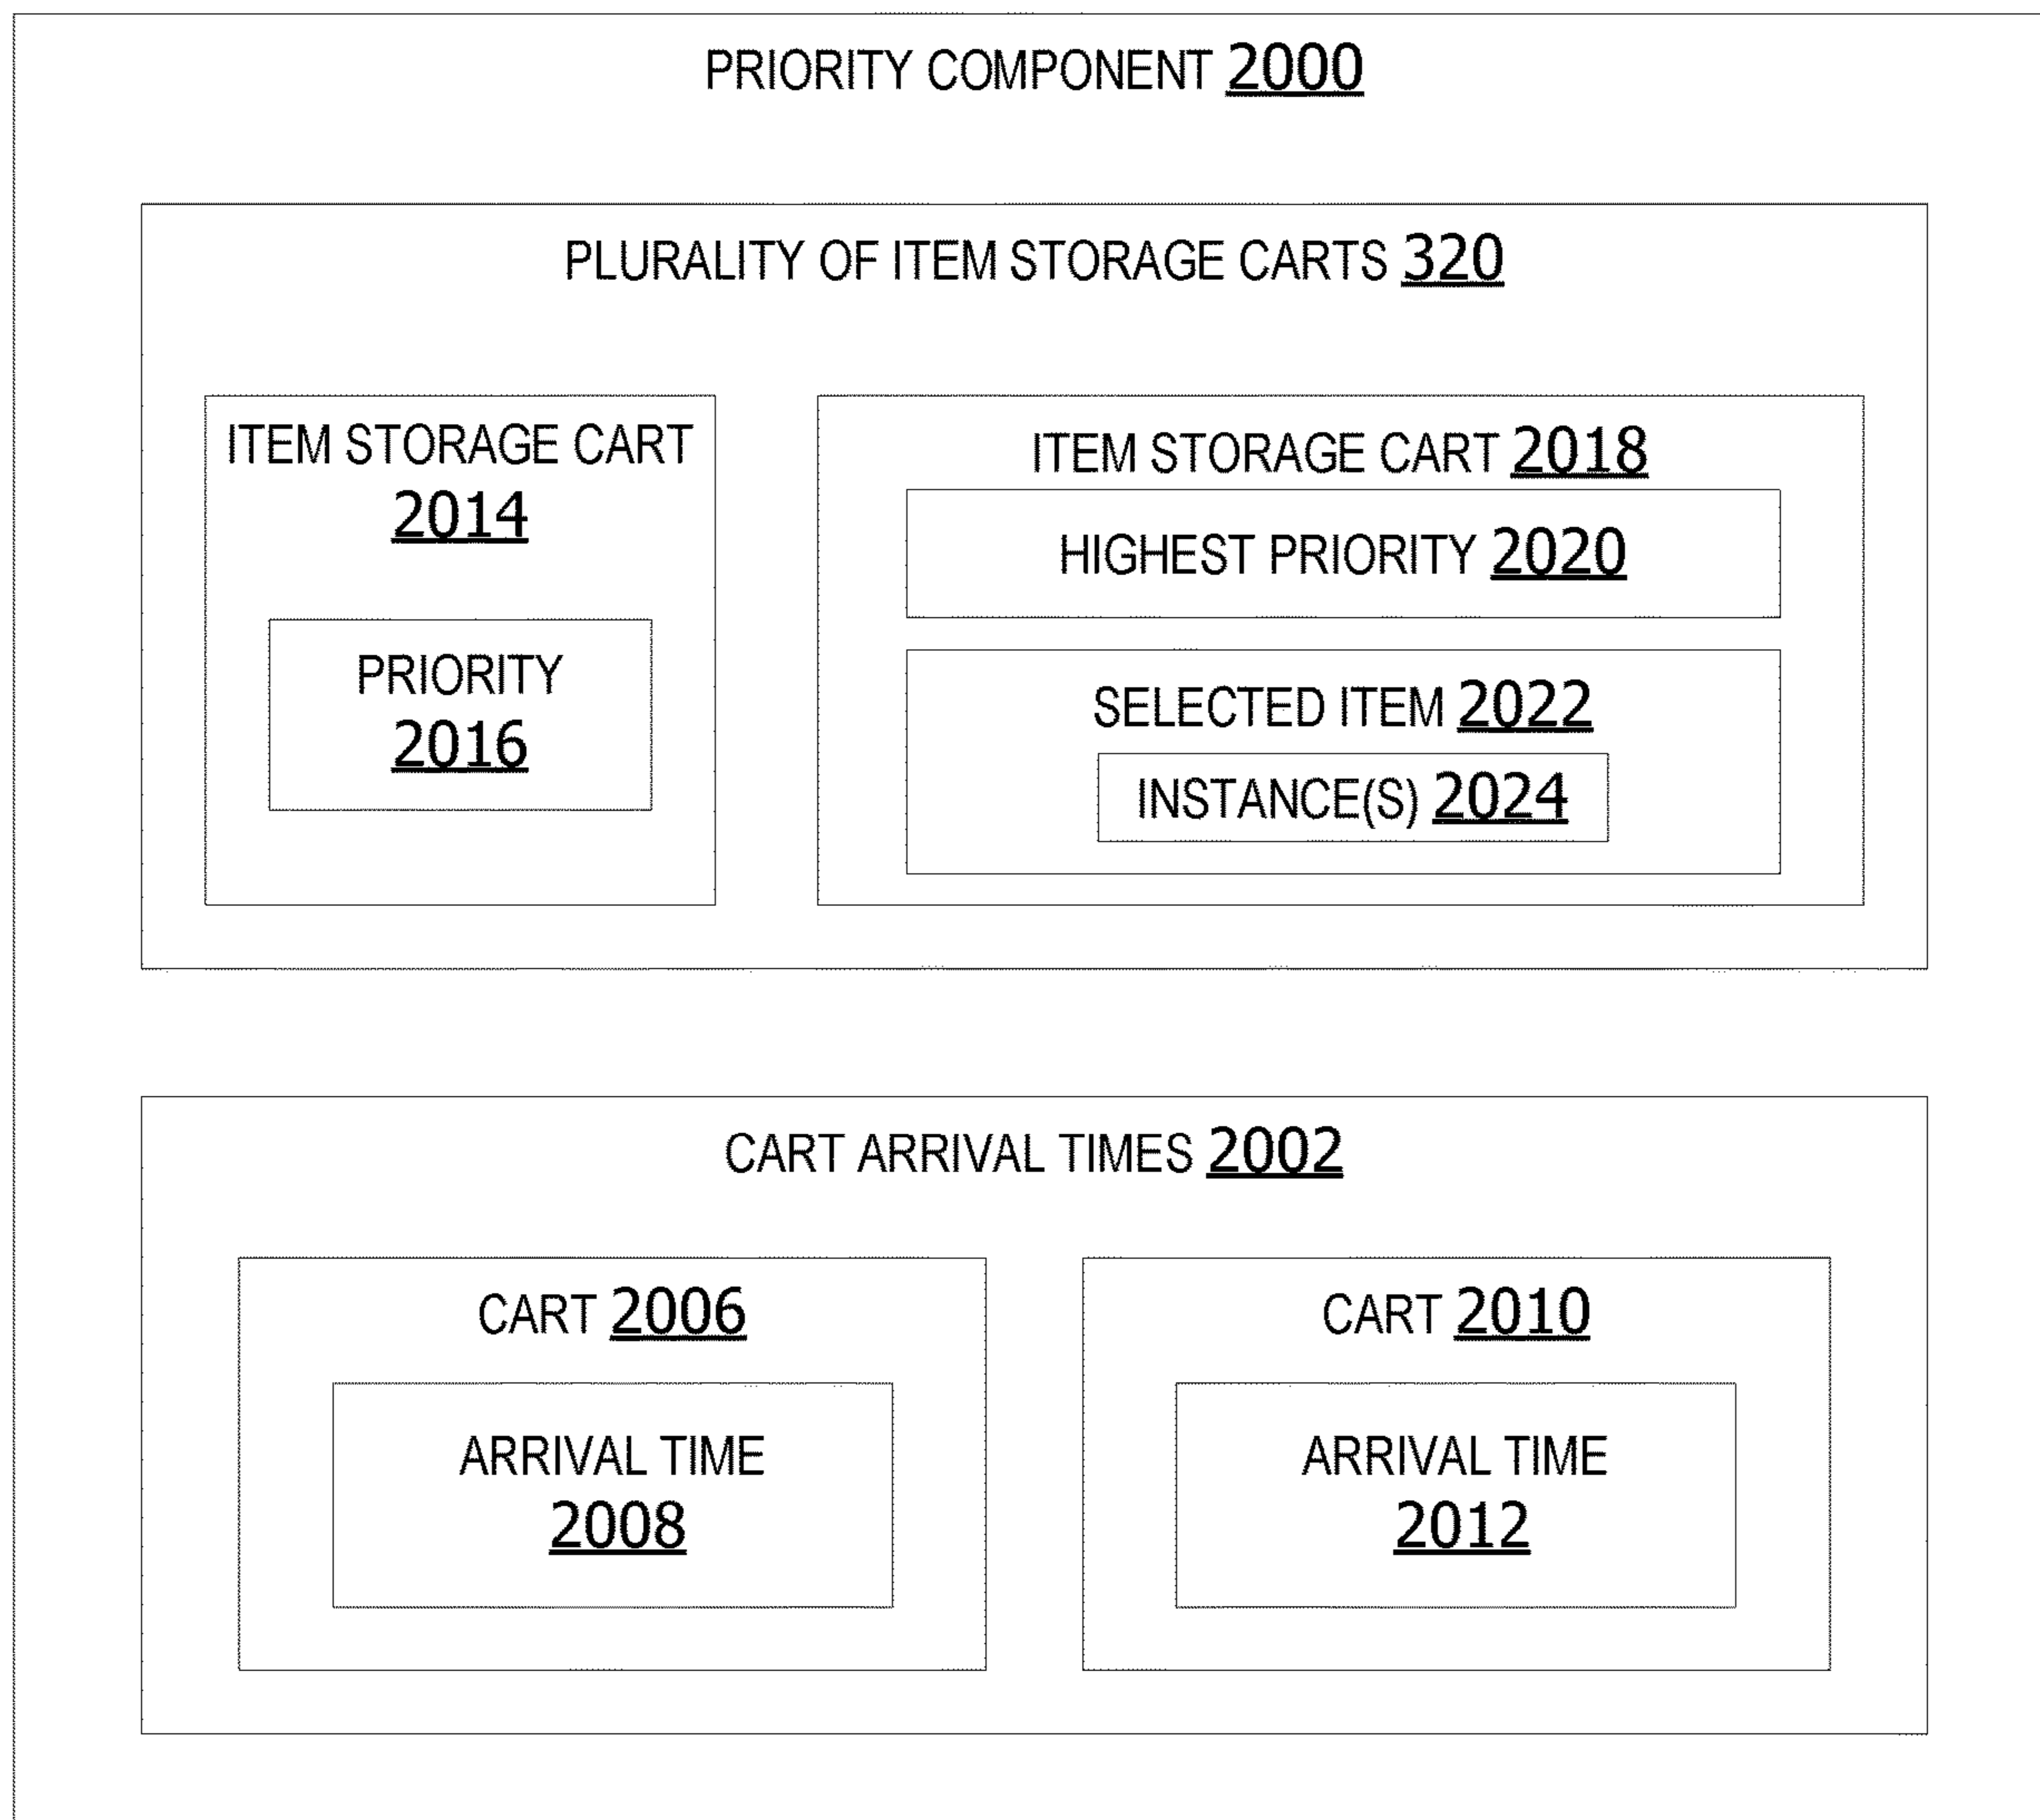 PRIORITY COMPONENT 2000
PLURALITY OF ITEM STORAGE CARTS 320
ITEM STORAGE CART
2014
PRIORITY
2016
ITEM STORAGE CART 2018
HIGHEST PRIORITY 2020
SELECTED ITEM 2022
INSTANCE(S) 2024
CART ARRIVAL TIMES 2002
CART 2006
ARRIVAL TIME
2008
CART 2010
ARRIVAL TIME
2012